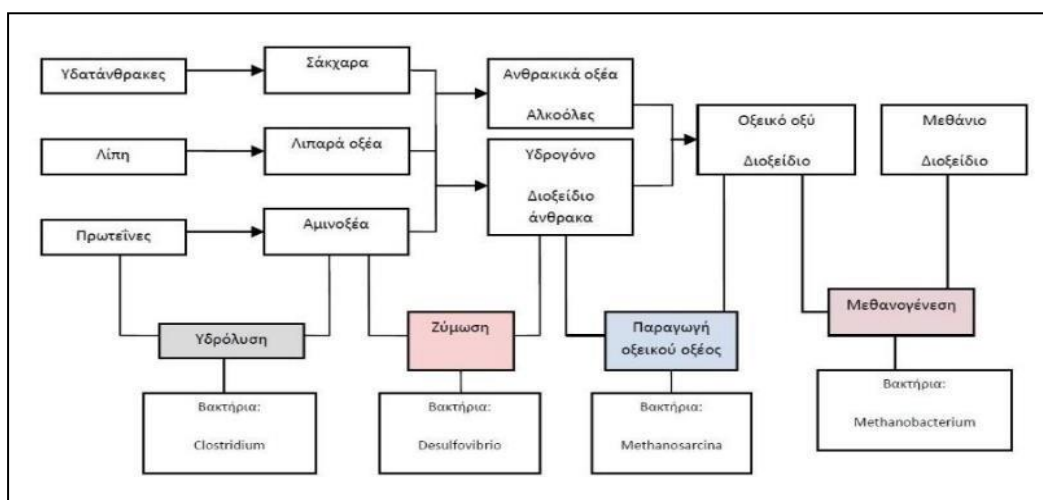 Υδατάνθρακες
Σάκχαρα
Ανθρακικά οξέα
Αλκοόλες
Οξεικό οξύ
Διοξείδιο
Μεθάνιο
Διοξείδιο
Λίπη
Λιπαρά οξέα
Υδρογόνο
Διοξείδιο
άνθρακα
Πρωτεΐνες
Αμινοξέα
Υδρόλυση
Ζύμωση
Παραγωγή
οξεικού οξέος
Μεθανογένεση
Βακτήρια:
Clostridium
Βακτήρια:
Desulfovibrio
Βακτήρια:
Methanosarcina
Βακτήρια:
Methanobacterium